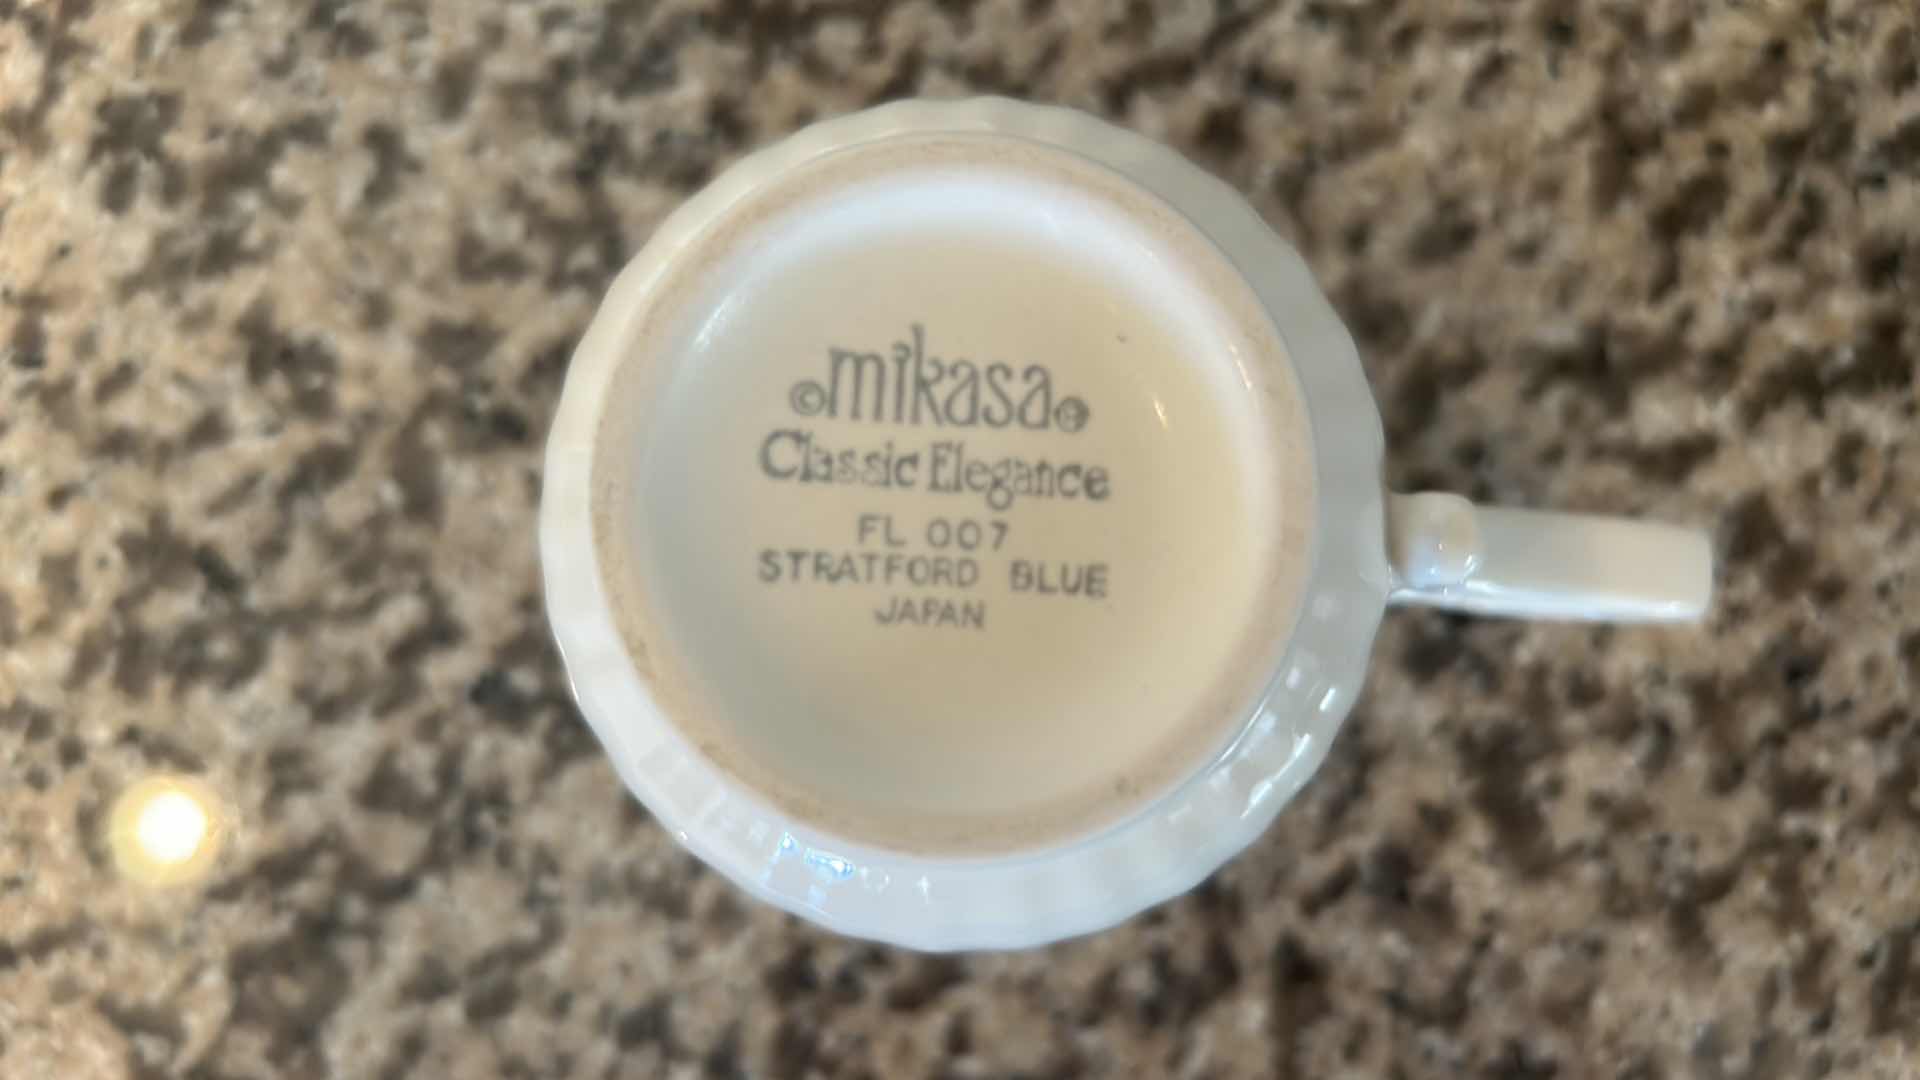 ©mikasa®
Classic Elegance
FL 007
STRATFORD BLUE
JAPAN